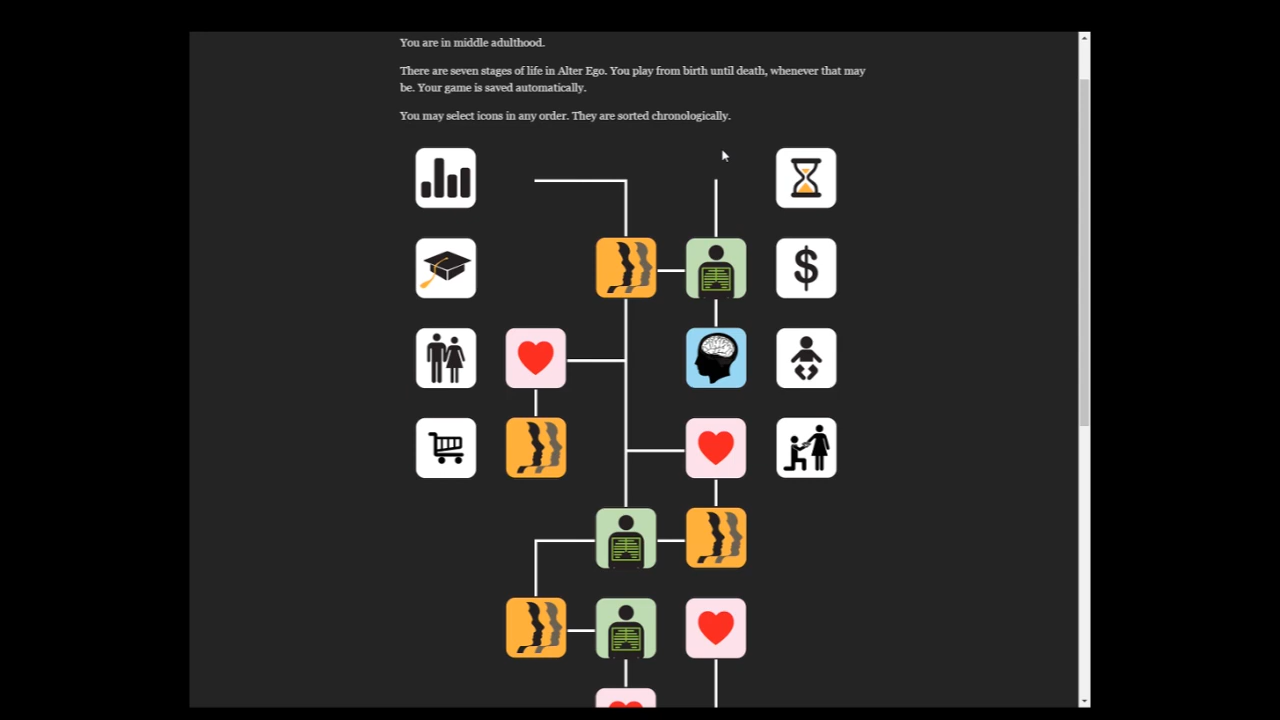 You are in middle adulthood.
There are seven stages of life in Alter Ego. You play from birth until death, whenever that may
be. Your game is saved automatically.
You may select icons in any order. They are sorted chronologically.
$